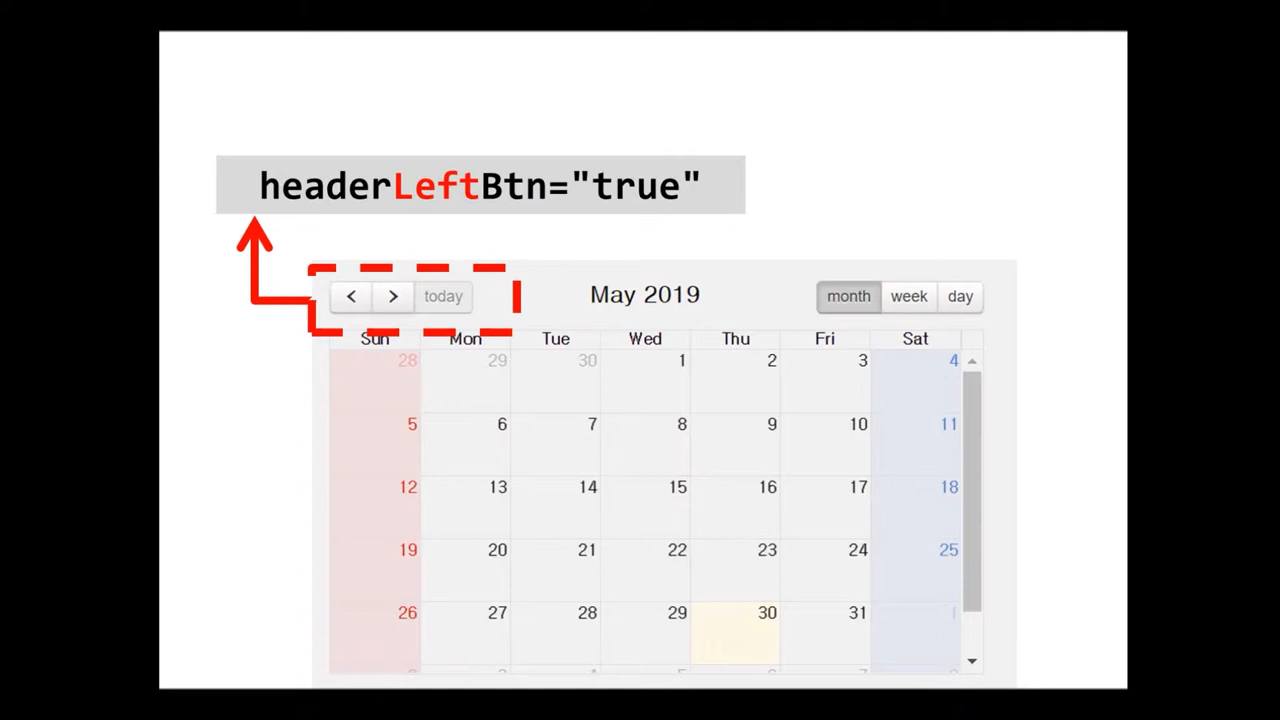 headerLeftBtn="true"
< > today May 2019 month week day
Sun Mon Tue Wed Thu Fri Sat
28 29 30 1 2 3 4
5 6 7 8 9 10 11
12 13 14 15 16 17 18
19 20 21 22 23 24 25
26 27 28 29 30 31 1